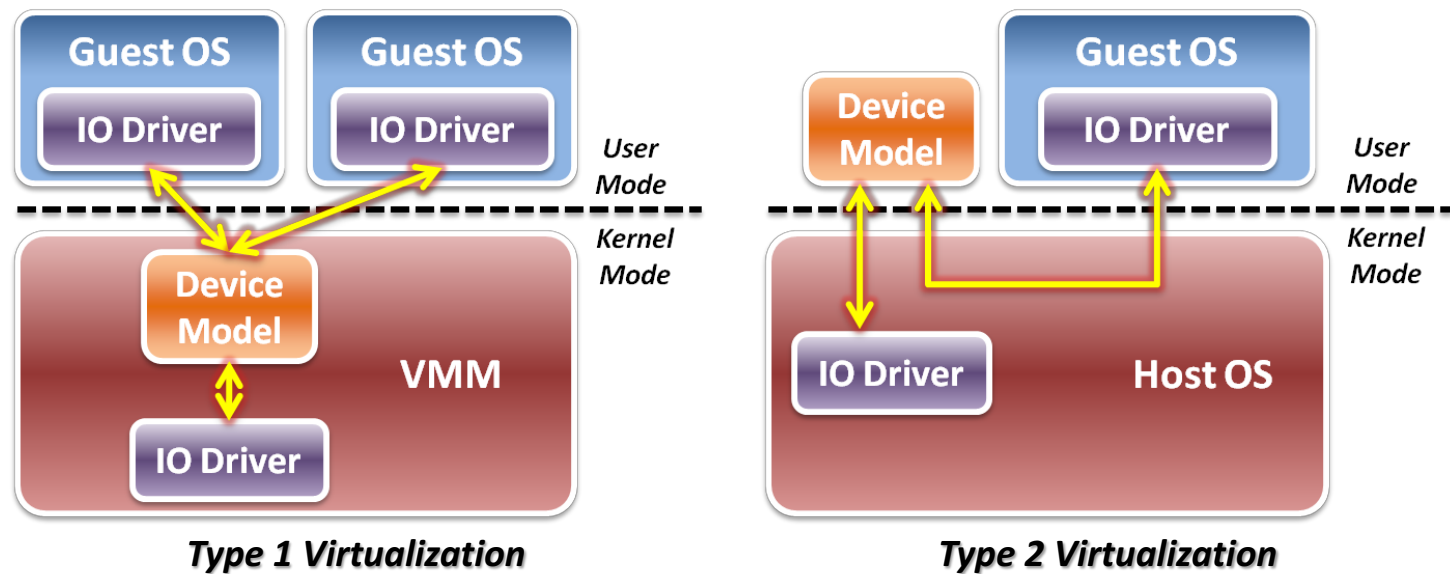 Guest OS
IO Driver
Guest OS
IO Driver
User
Mode
Kernel
Mode
Device
Model
VMM
IO Driver
Type 1 Virtualization
Device
Model
Guest OS
IO Driver
User
Mode
Kernel
Mode
IO Driver
Host OS
Type 2 Virtualization